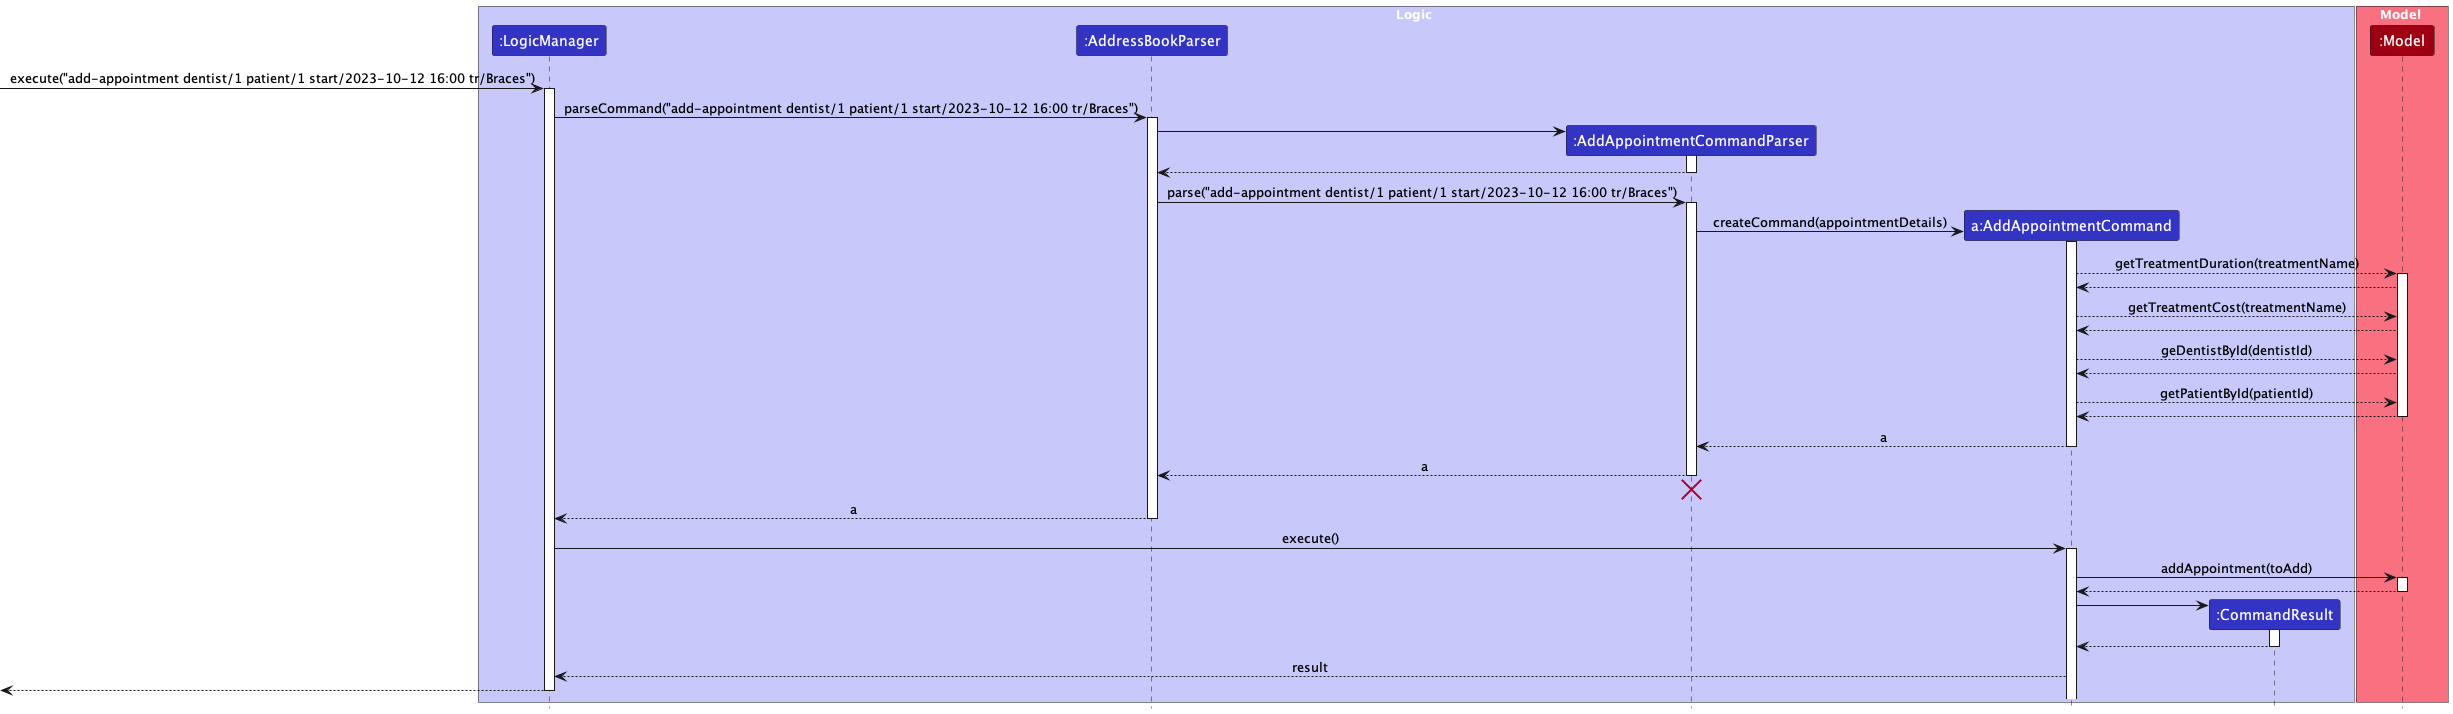 Logic
Model
:LogicManager
:AddressBookParser
:Model
execute("add-appointment dentist/1 patient/1 start/2023-10-12 16:00 tr/Braces")
parseCommand("add-appointment dentist/1 patient/1 start/2023-10-12 16:00 tr/Braces")
:AddAppointmentCommandParser
parse("add-appointment dentist/1 patient/1 start/2023-10-12 16:00 tr/Braces")
createCommand(appointmentDetails)
a:AddAppointmentCommand
getTreatmentDuration(treatmentName)
getTreatmentCost(treatmentName)
geDentistById(dentistId)
getPatientById(patientId)
a
a
a
execute()
addAppointment(toAdd)
:CommandResult
result